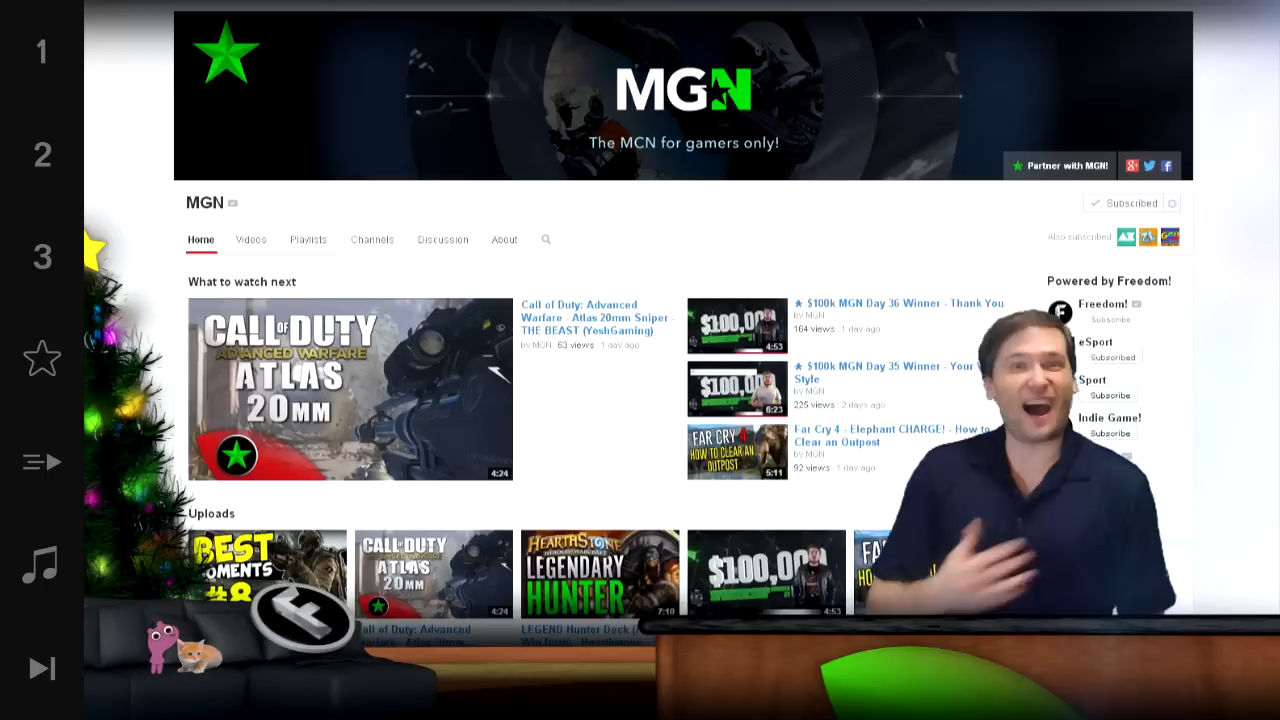 1
2
3
MGN
The MCN for gamers only!
Partner with MGN!
MGN
Subscribed
Home Videos Playlists Channels Discussion About
Also subscribed
What to watch next
Powered by Freedom!
CALL OF DUTY
ADVANCED WARFARE
ATLAS
20MM
4:24
Call of Duty: Advanced
Warfare - Atlas 20mm Sniper -
THE BEAST (YeshGaming)
by MGN 63 views 1 day ago
$100,00
4:53
★ $100k MGN Day 36 Winner - Thank You
by MGN
164 views 1 day ago
$100,00
6:23
★ $100k MGN Day 35 Winner - Your
Style
by MGN
225 views 2 days ago
FAR CRY 4
HOW TO CLEAR AN
OUTPOST
5:11
Far Cry 4 - Elephant CHARGE! - How to
Clear an Outpost
by MGN
92 views 1 day ago
Freedom!
Subscribe
eSport
Subscribed
Sport
Subscribe
Indie Game!
Subscribe
Uploads
BEST
MOMENTS
#8
CALL OF DUTY
ATLAS
20MM
4:24
HEARTHSTONE
LEGENDARY
HUNTER
7:10
$100,00
4:53
FA
HO
all of Duty: Advanced
LEGEND Hunter Deck